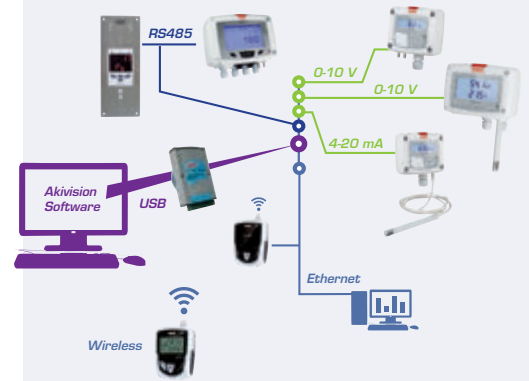 RS485
0-10 V
0-10 V
4-20 mA
Akivision
Software
USB
Ethernet
Wireless